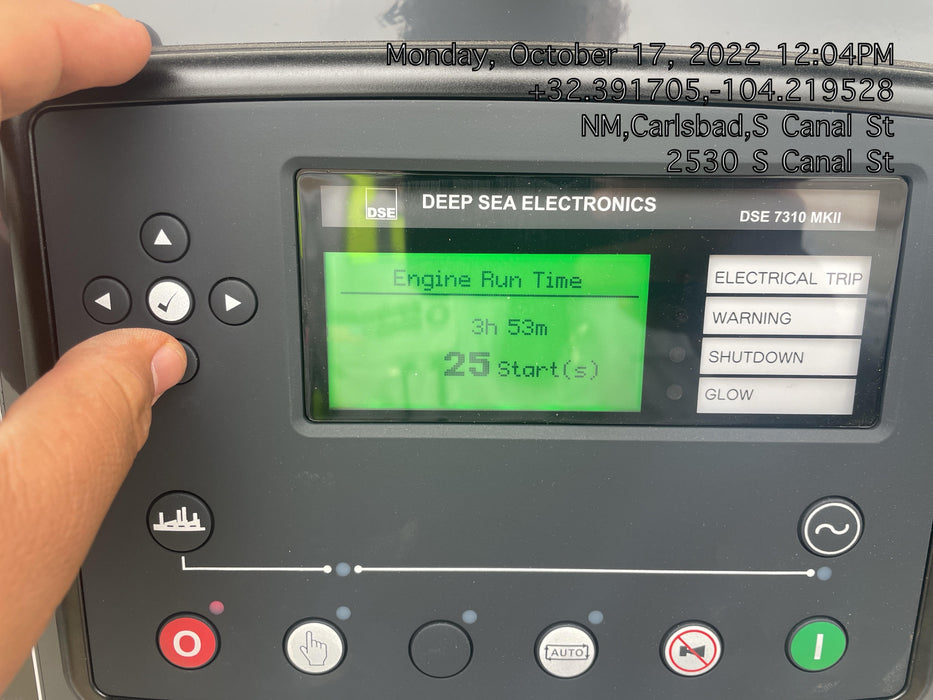 Monday, October 17, 2022 12:04PM
+32.391705,-104.219528
NM,Carlsbad,S Canal St
2530 S Canal St
DSE
DEEP SEA ELECTRONICS
DSE 7310 MKII
Engine Run Time
3h 53m
25 Start(s)
ELECTRICAL TRIP
WARNING
SHUTDOWN
GLOW
O
AUTO
I